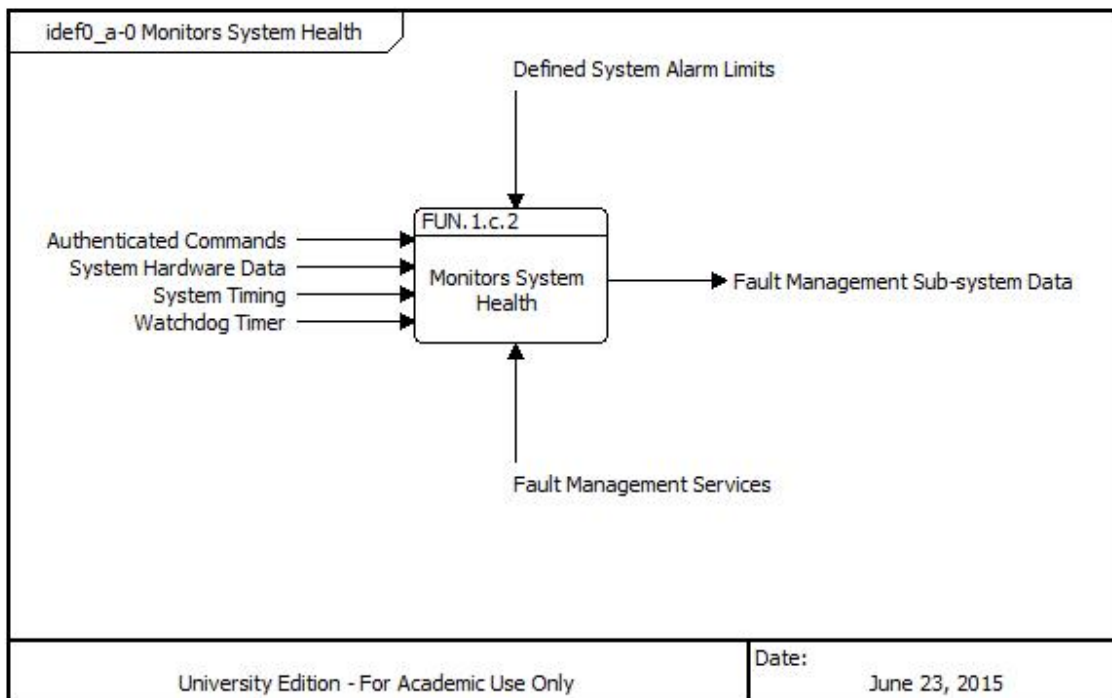 idef0_a-0 Monitors System Health
Defined System Alarm Limits
FUN.1.c.2
Authenticated Commands
System Hardware Data
System Timing
Watchdog Timer
Monitors System
Health
Fault Management Sub-system Data
Fault Management Services
University Edition - For Academic Use Only
Date:
June 23, 2015